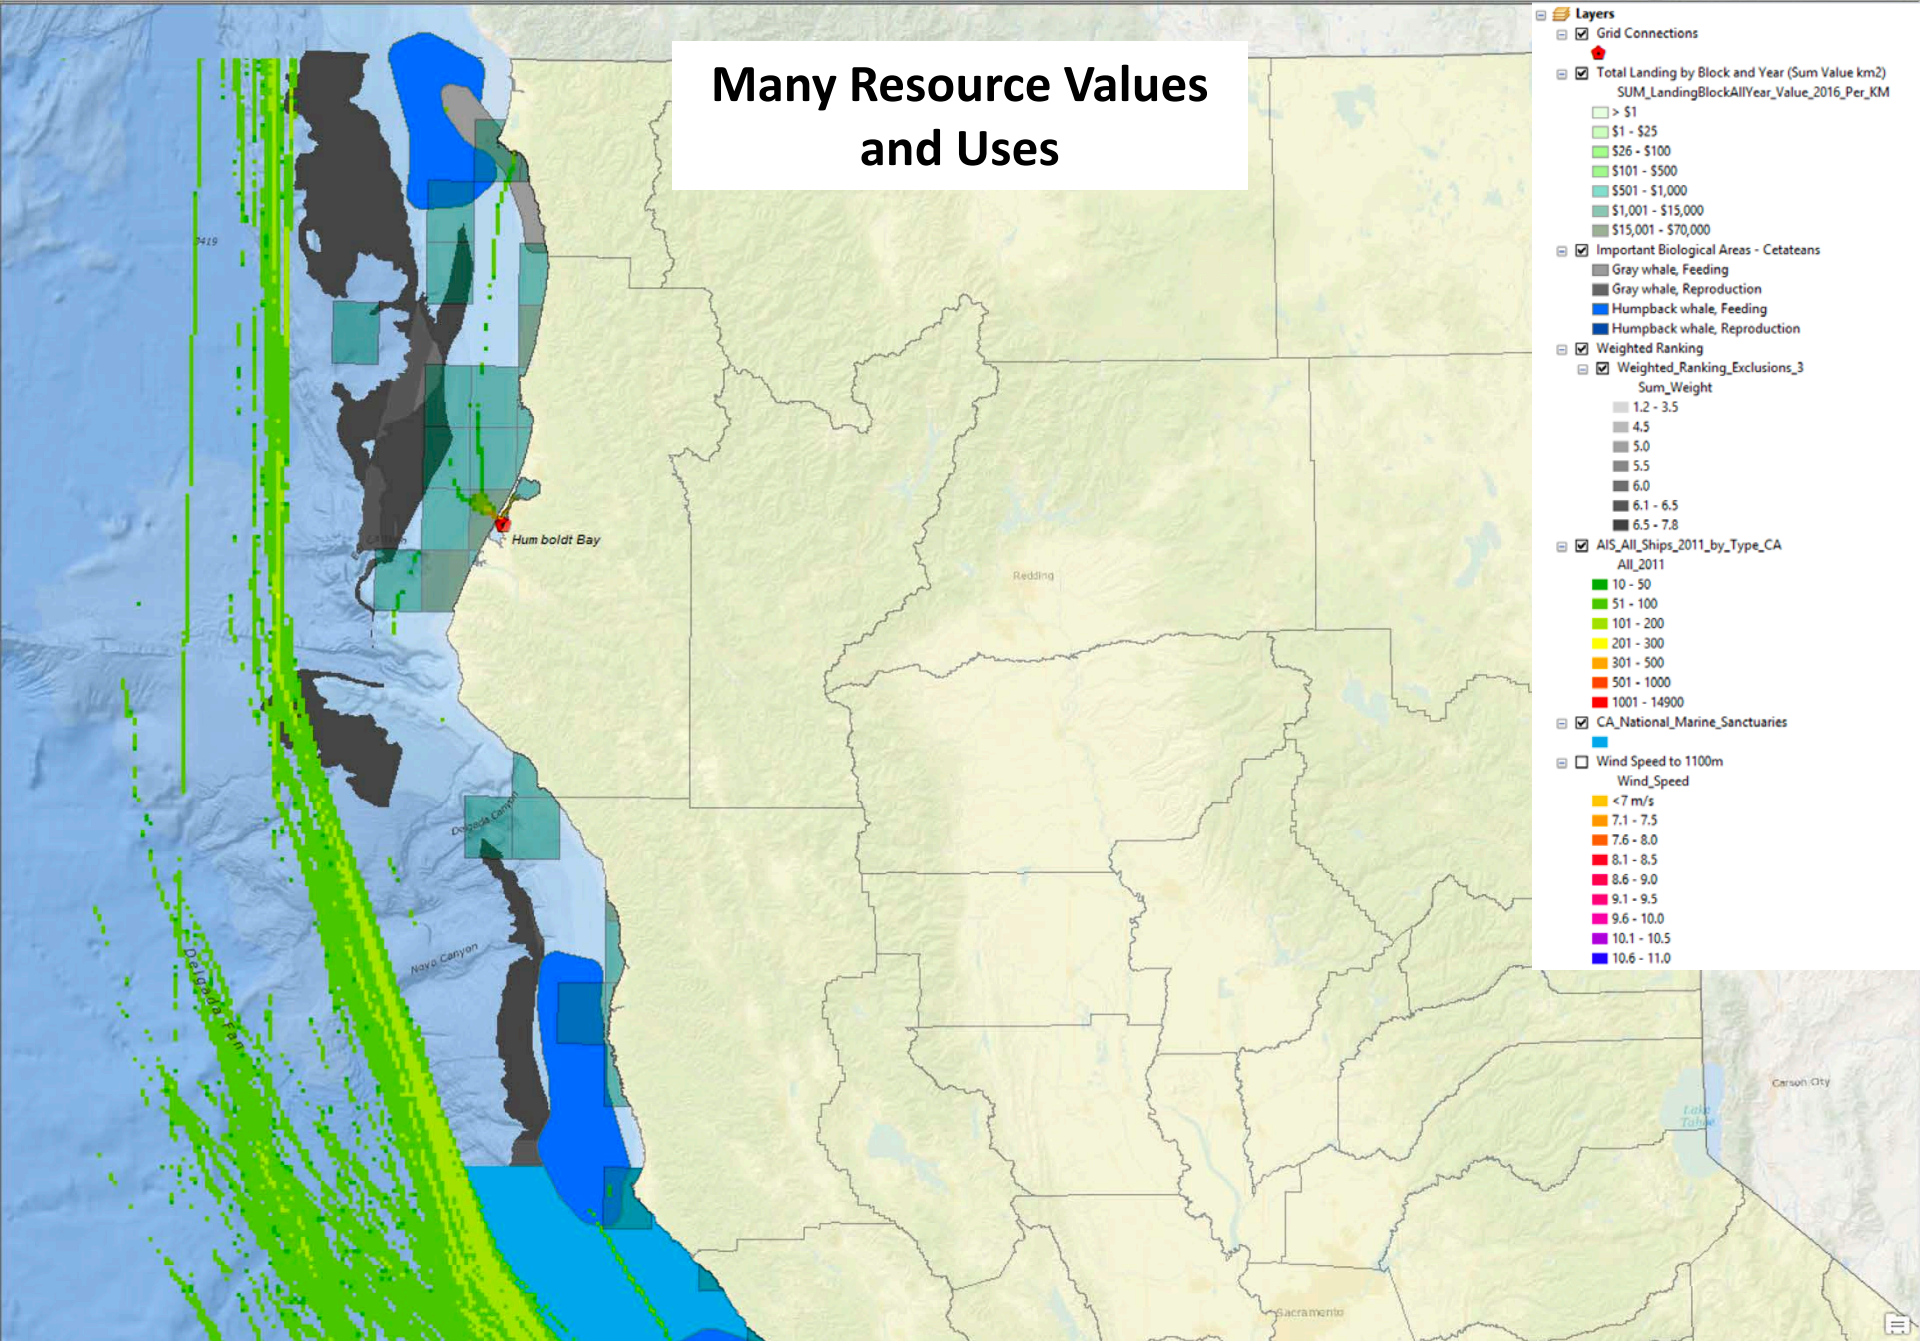 Many Resource Values
and Uses
Layers
Grid Connections
Total Landing by Block and Year (Sum Value km2)
SUM_LandingBlockAllYear_Value_2016_Per_KM
> $1
$1 - $25
$26 - $100
$101 - $500
$501 - $1,000
$1,001 - $15,000
$15,001 - $70,000
Important Biological Areas - Cetateans
Gray whale, Feeding
Gray whale, Reproduction
Humpback whale, Feeding
Humpback whale, Reproduction
Weighted Ranking
Weighted_Ranking_Exclusions_3
Sum_Weight
1.2 - 3.5
4.5
5.0
5.5
6.0
6.1 - 6.5
6.5 - 7.8
AIS_All_Ships_2011_by_Type_CA
All_2011
10 - 50
51 - 100
101 - 200
201 - 300
301 - 500
501 - 1000
1001 - 14900
CA_National_Marine_Sanctuaries
Wind Speed to 1100m
Wind_Speed
<7 m/s
7.1 - 7.5
7.6 - 8.0
8.1 - 8.5
8.6 - 9.0
9.1 - 9.5
9.6 - 10.0
10.1 - 10.5
10.6 - 11.0
Humboldt Bay
Redding
Delgada Canyon
Noyo Canyon
Delgada Fan
Carson City
Lake
Tahoe
Sacramento